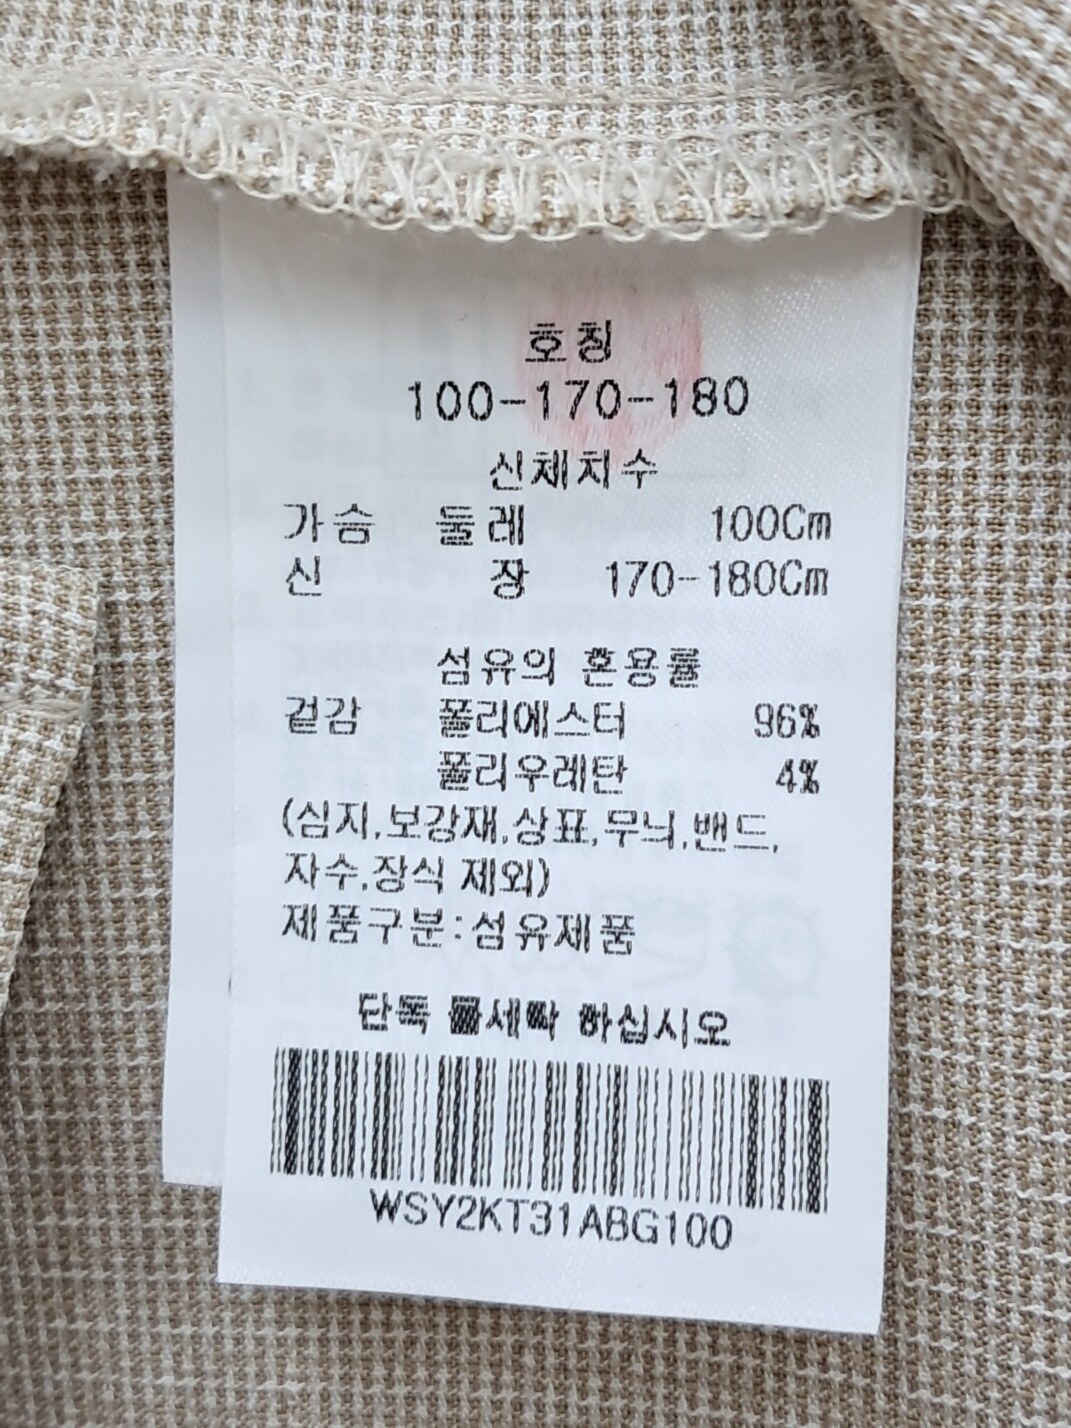 호칭
100-170-180
신체치수
가슴 둘레 100Cm
신 장 170-180Cm
섬유의 혼용률
겉감 폴리에스터 96%
폴리우레탄 4%
(심지,보강재,상표,무늬,밴드,
자수,장식 제외)
제품구분:섬유제품
단독 물세탁 하십시오
WSY2KT31ABG100